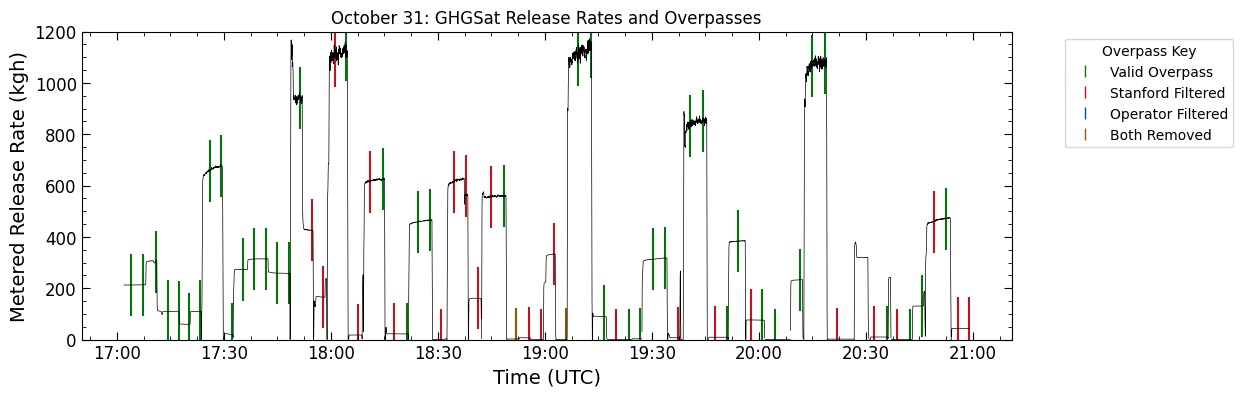 October 31: GHGSat Release Rates and Overpasses
Metered Release Rate (kgh)
1200
1000
800
600
400
200
0
17:00 17:30 18:00 18:30 19:00 19:30 20:00 20:30 21:00
Time (UTC)
Overpass Key
Valid Overpass
Stanford Filtered
Operator Filtered
Both Removed